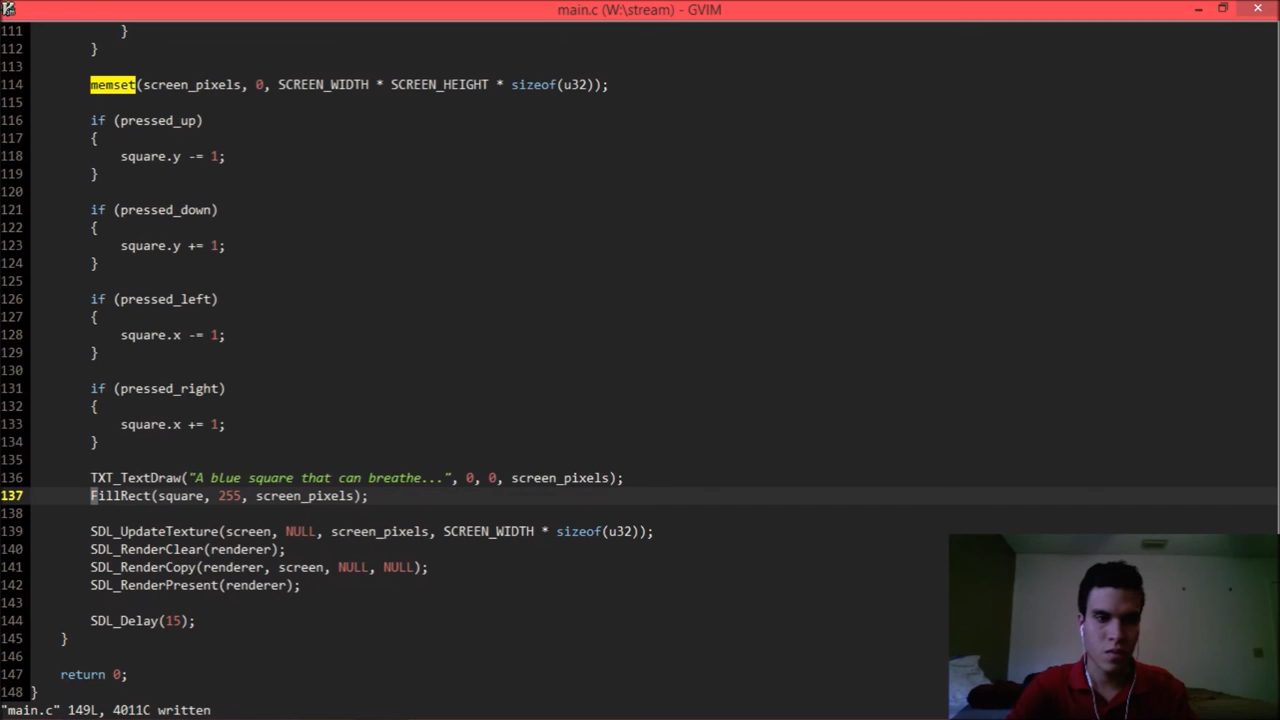 main.c (W:\stream) - GVIM
111 }
112 }
113
114 memset(screen_pixels, 0, SCREEN_WIDTH * SCREEN_HEIGHT * sizeof(u32));
115
116 if (pressed_up)
117 {
118 square.y -= 1;
119 }
120
121 if (pressed_down)
122 {
123 square.y += 1;
124 }
125
126 if (pressed_left)
127 {
128 square.x -= 1;
129 }
130
131 if (pressed_right)
132 {
133 square.x += 1;
134 }
135
136 TXT_TextDraw("A blue square that can breathe...", 0, 0, screen_pixels);
137 FillRect(square, 255, screen_pixels);
138
139 SDL_UpdateTexture(screen, NULL, screen_pixels, SCREEN_WIDTH * sizeof(u32));
140 SDL_RenderClear(renderer);
141 SDL_RenderCopy(renderer, screen, NULL, NULL);
142 SDL_RenderPresent(renderer);
143
144 SDL_Delay(15);
145 }
146
147 return 0;
148 }
"main.c" 149L, 4011C written